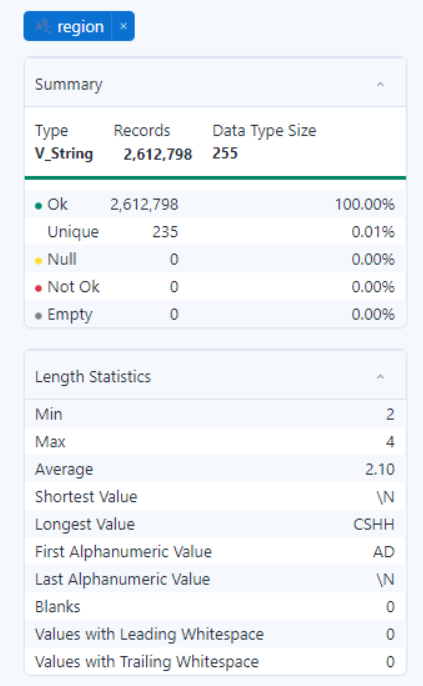 region ×
Summary
Type Records Data Type Size
V_String 2,612,798 255
Ok 2,612,798 100.00%
Unique 235 0.01%
Null 0 0.00%
Not Ok 0 0.00%
Empty 0 0.00%
Length Statistics
Min 2
Max 4
Average 2.10
Shortest Value \N
Longest Value CSHH
First Alphanumeric Value AD
Last Alphanumeric Value \N
Blanks 0
Values with Leading Whitespace 0
Values with Trailing Whitespace 0